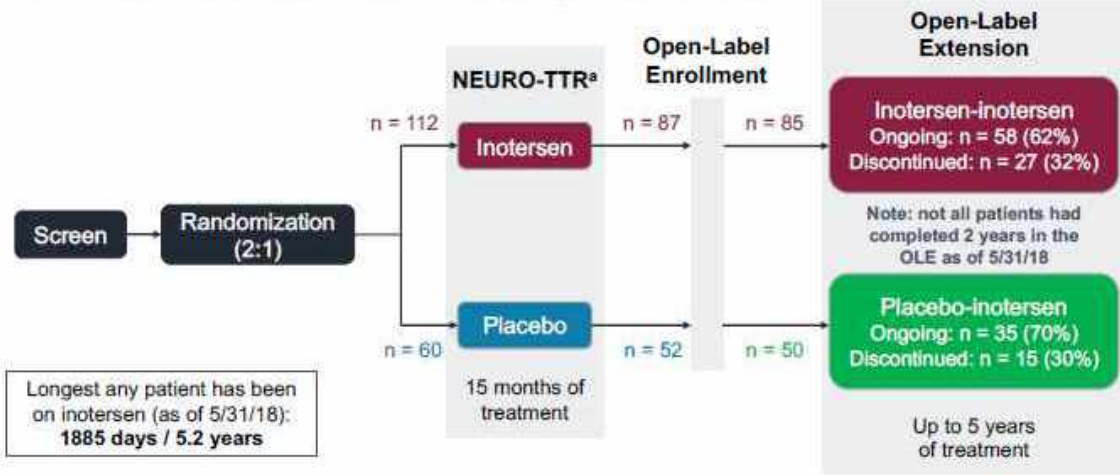 Open-Label
Extension
Open-Label
Enrollment
NEURO-TTRª
n = 112
Inotersen
n = 87
n = 85
Inotersen-inotersen
Ongoing: n = 58 (62%)
Discontinued: n = 27 (32%)
Screen
Randomization
(2:1)
Note: not all patients had
completed 2 years in the
OLE as of 5/31/18
n = 60
Placebo
n = 52
n = 50
Placebo-inotersen
Ongoing: n = 35 (70%)
Discontinued: n = 15 (30%)
Longest any patient has been
on inotersen (as of 5/31/18):
1885 days / 5.2 years
15 months of
treatment
Up to 5 years
of treatment